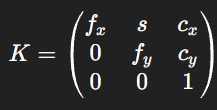 K = 
f_x s c_x
0 f_y c_y
0 0 1